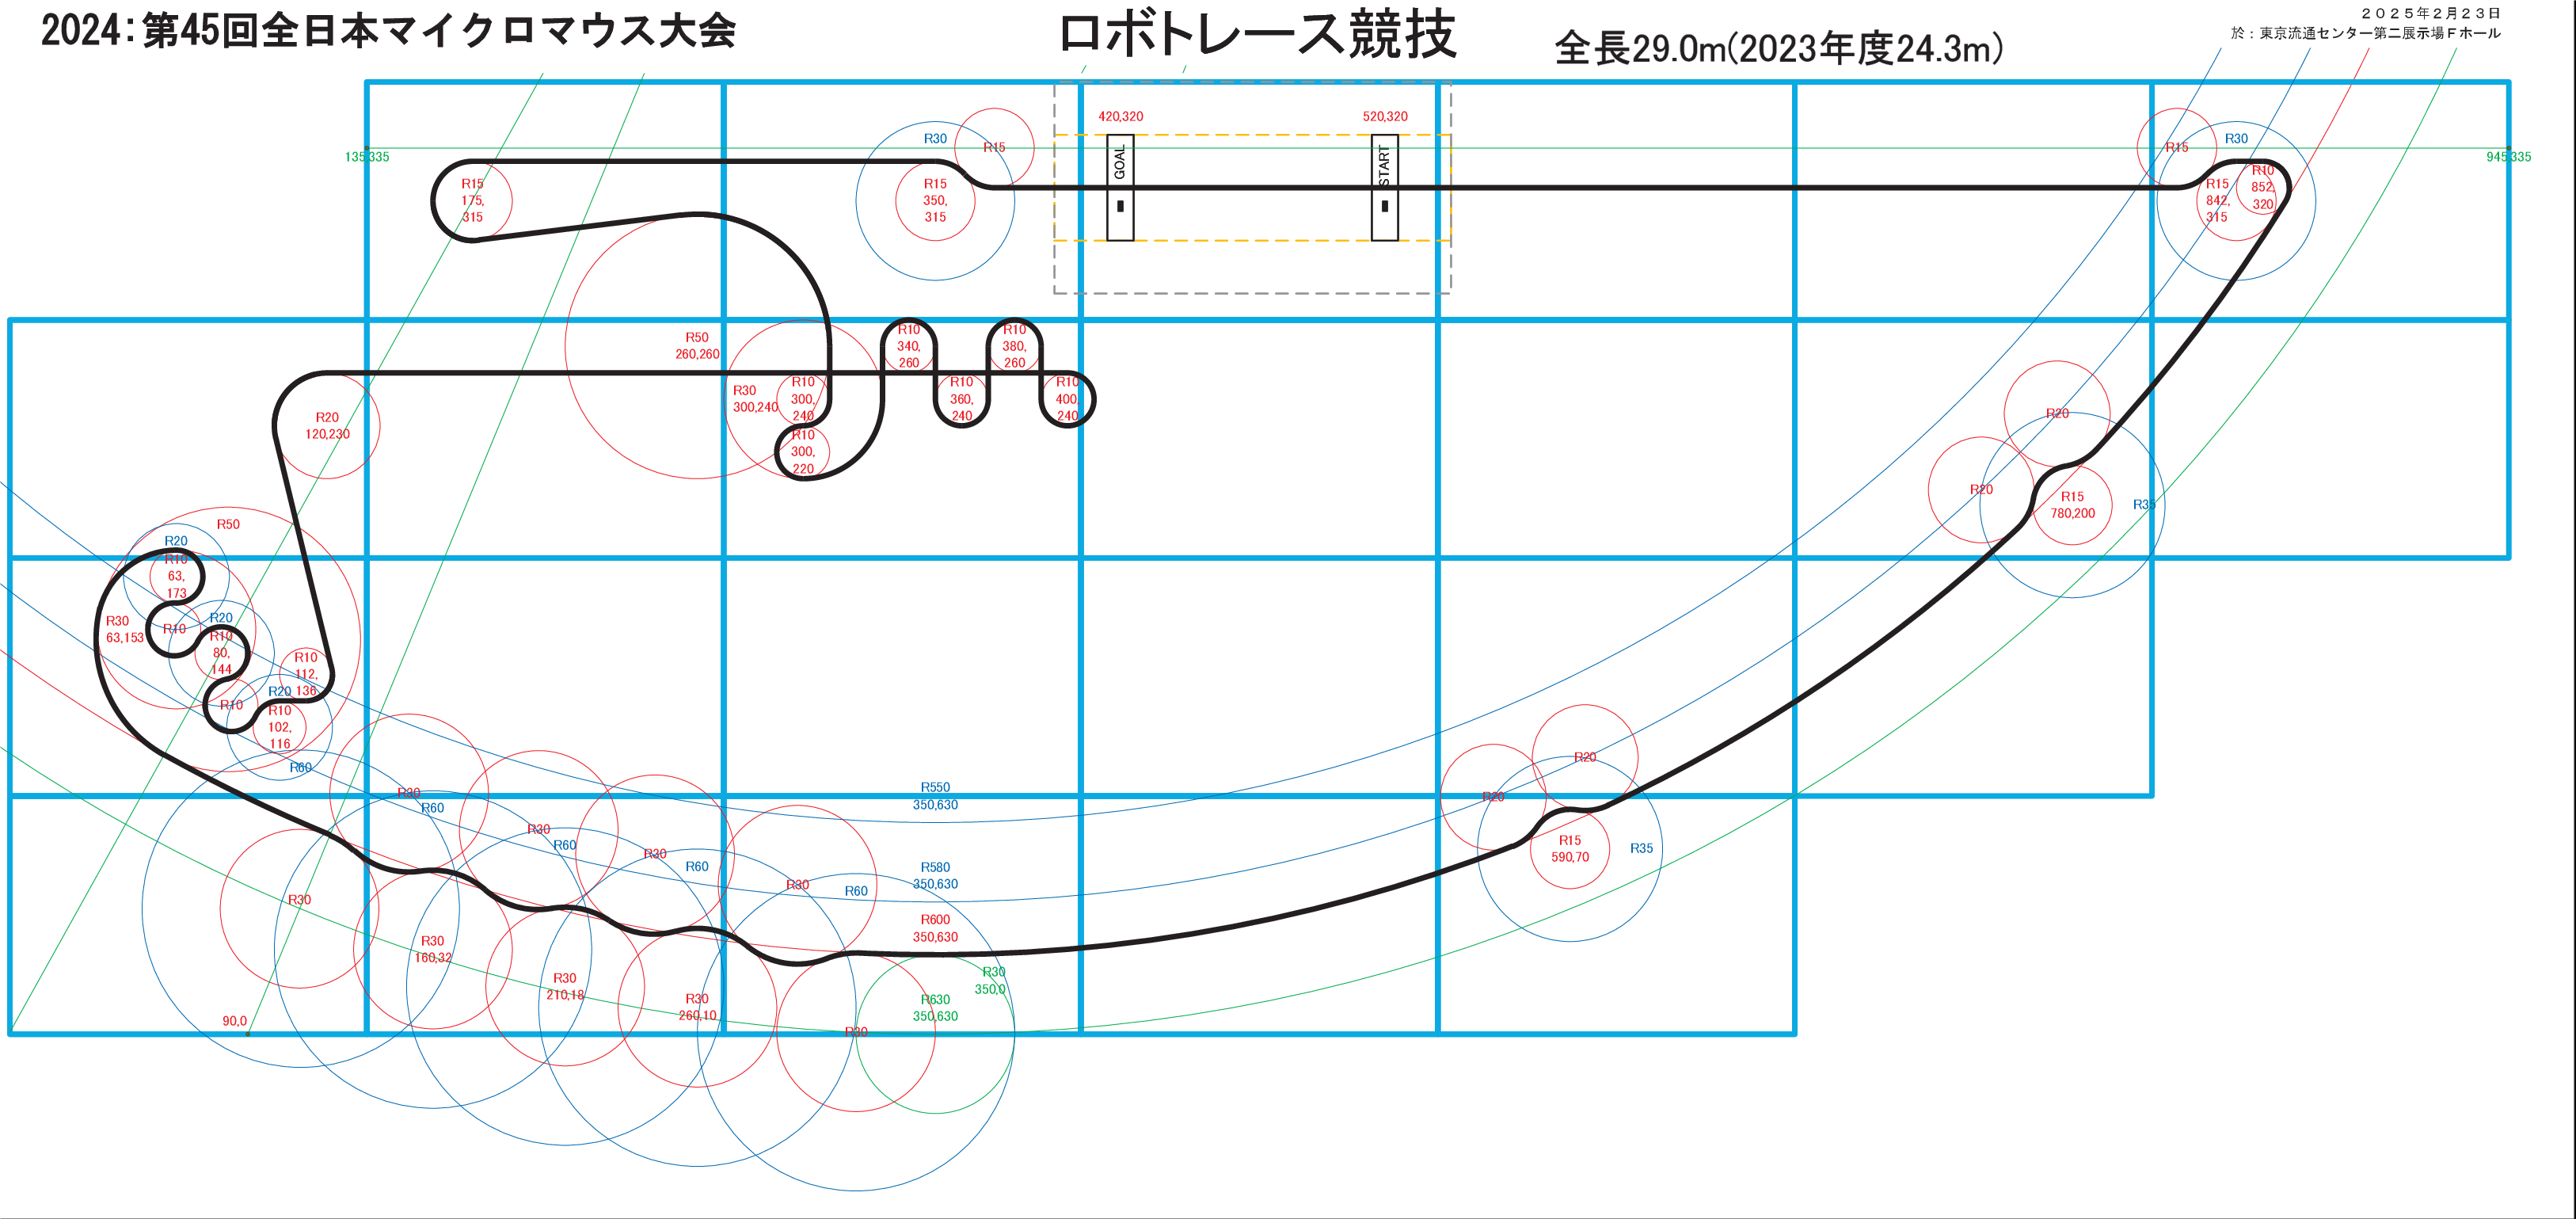 2024：第45回全日本マイクロマウス大会
ロボトレース競技
全長29.0m(2023年度24.3m)
２０２５年２月２３日
於：東京流通センター第二展示場Ｆホール
420,320
520,320
GOAL
START
135,335
945,335
R15
175,
315
R30
R15
R15
350,
315
R15
R30
R15
842,
315
R10
852,
320
R50
260,260
R10
340,
260
R10
380,
260
R30
300,240
R10
300,
240
R10
360,
240
R10
400,
240
R10
300,
220
R20
120,230
R20
R20
R15
780,200
R35
R50
R20
R10
63,
173
R30
63,153
R10
R20
R10
80,
144
R10
112,
136
R20
R10
R10
102,
116
R60
R30
R60
R30
R60
R30
R60
R30
R60
R550
350,630
R580
350,630
R600
350,630
R30
350,0
R630
350,630
R20
R20
R15
590,70
R35
R30
R30
160,32
R30
210,18
R30
260,10
R30
90,0